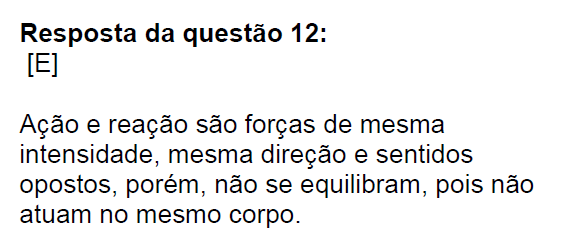 Resposta da questão 12:
[E]
Ação e reação são forças de mesma
intensidade, mesma direção e sentidos
opostos, porém, não se equilibram, pois não
atuam no mesmo corpo.